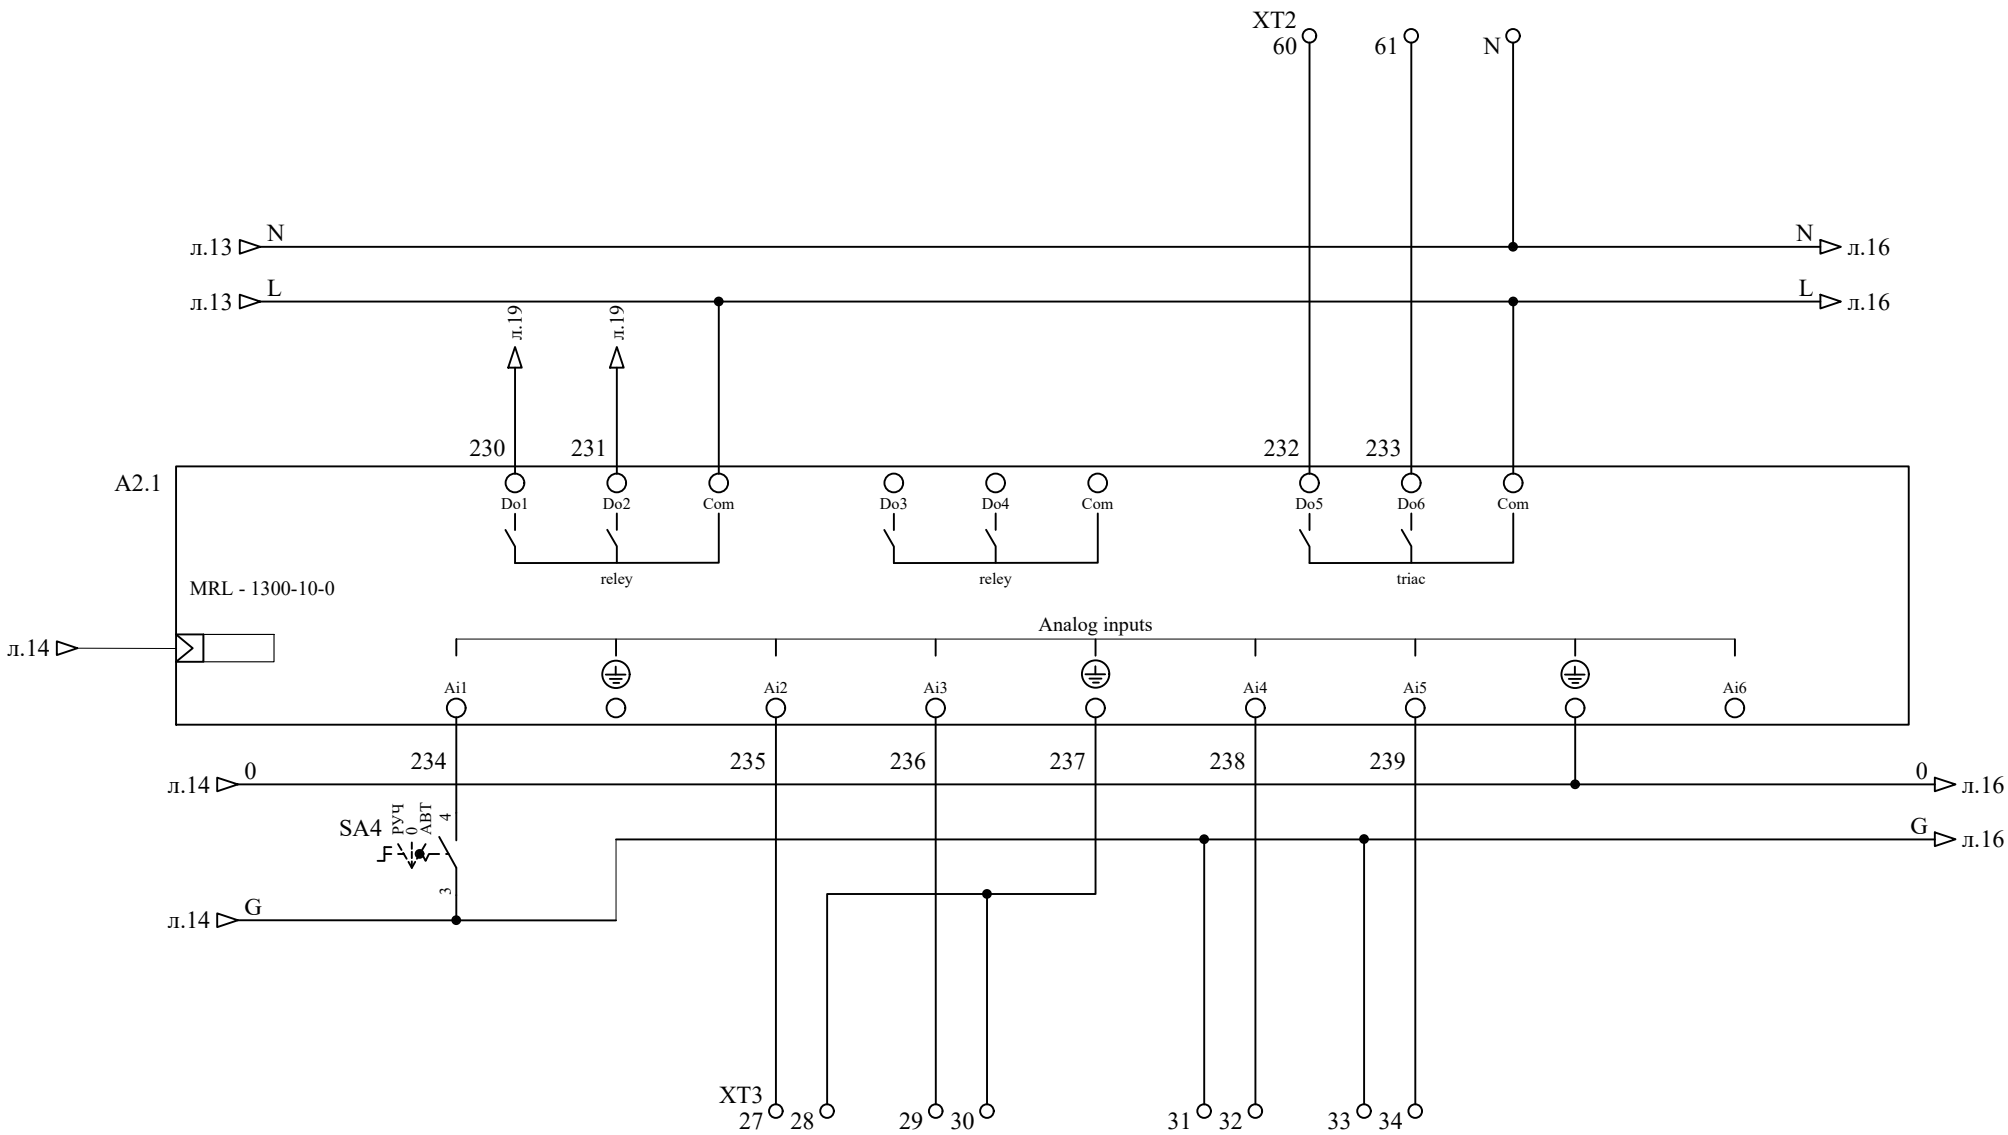 XT2
60
61
N
л.13
N
N
л.16
л.13
L
L
л.16
л.19
л.19
230
231
232
233
A2.1
Do1
Do2
Com
Do3
Do4
Com
Do5
Do6
Com
reley
reley
triac
MRL - 1300-10-0
Analog inputs
л.14
Ai1
Ai2
Ai3
Ai4
Ai5
Ai6
234
235
236
237
238
239
л.14
0
0
л.16
SA4
РУЧ
0
АВТ
4
3
G
л.16
л.14
G
XT3
27
28
29
30
31
32
33
34